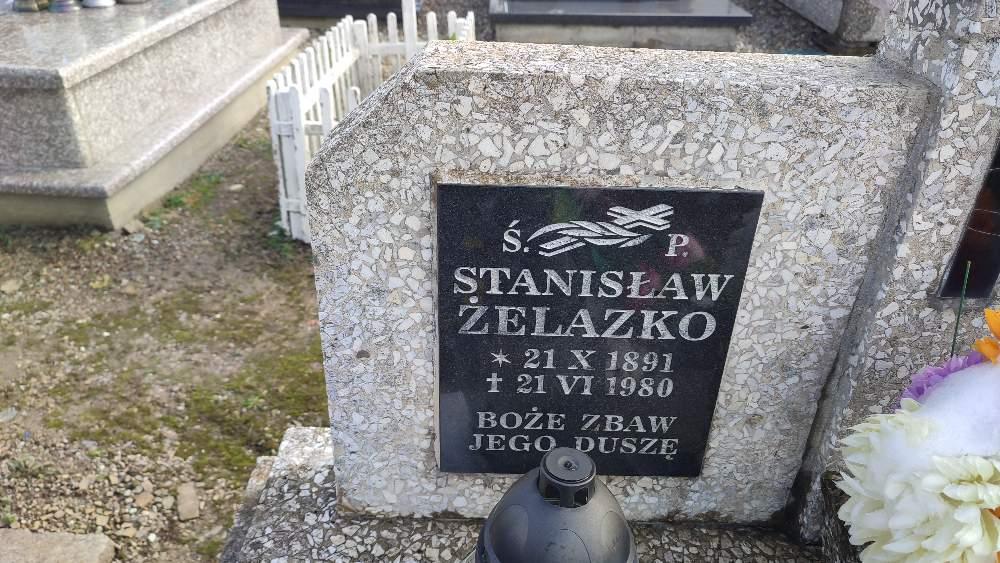 Ś. P.
STANISŁAW
ŻELAZKO
* 21 X 1891
✝ 21 VI 1980
BOŻE ZBAW
JEGO DUSZĘ